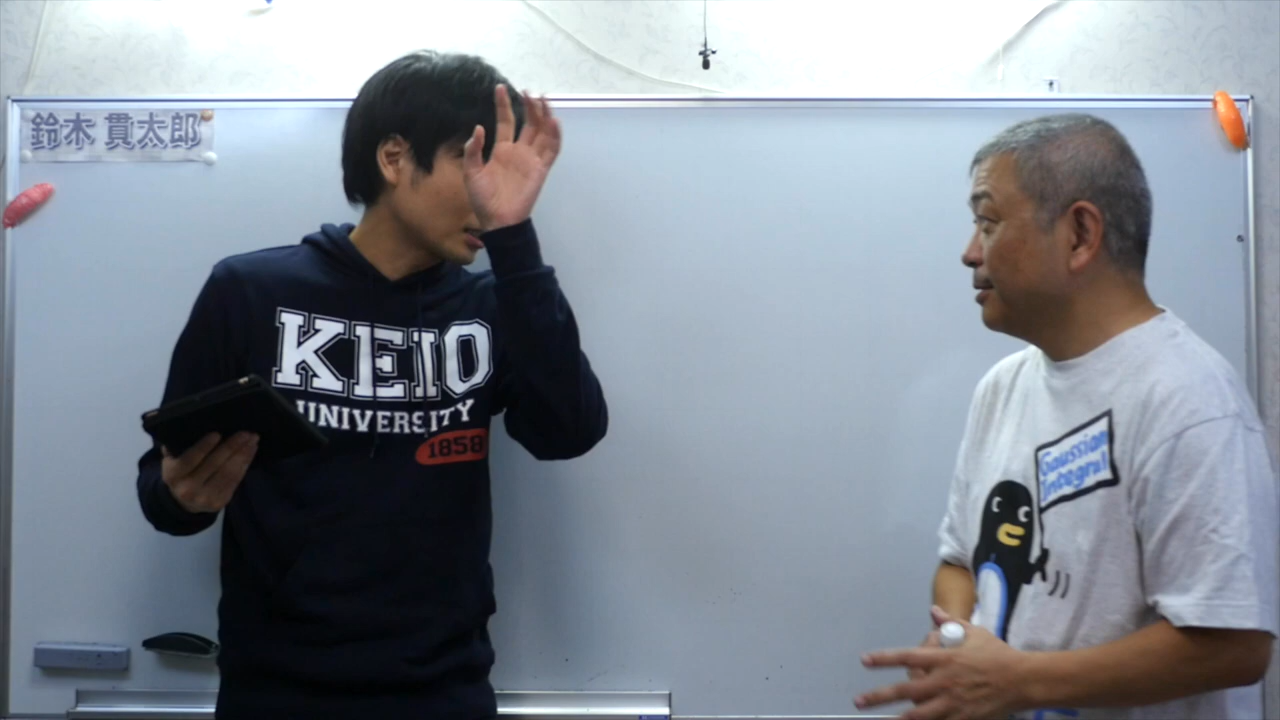 鈴木 貫太郎
KEIO
UNIVERSITY
1858
Gaussian
Integral